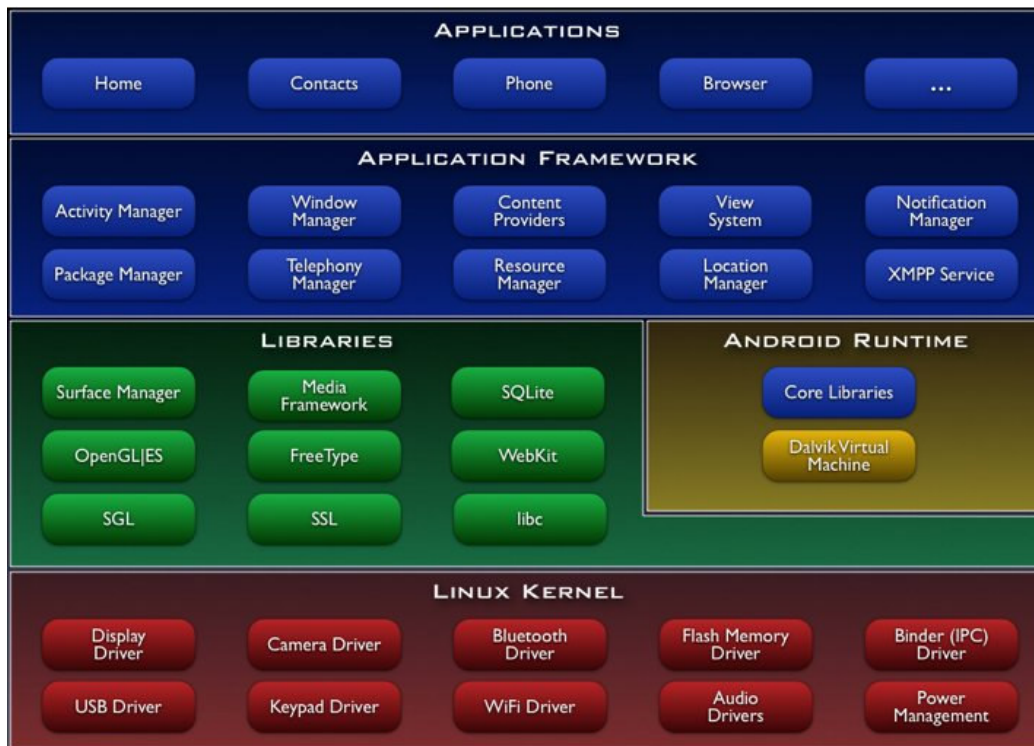 APPLICATIONS
Home
Contacts
Phone
Browser
...
APPLICATION FRAMEWORK
Activity Manager
Window
Manager
Content
Providers
View
System
Notification
Manager
Package Manager
Telephony
Manager
Resource
Manager
Location
Manager
XMPP Service
LIBRARIES
Surface Manager
Media
Framework
SQLite
OpenGL|ES
FreeType
WebKit
SGL
SSL
libc
ANDROID RUNTIME
Core Libraries
Dalvik Virtual
Machine
LINUX KERNEL
Display
Driver
Camera Driver
Bluetooth
Driver
Flash Memory
Driver
Binder (IPC)
Driver
USB Driver
Keypad Driver
WiFi Driver
Audio
Drivers
Power
Management